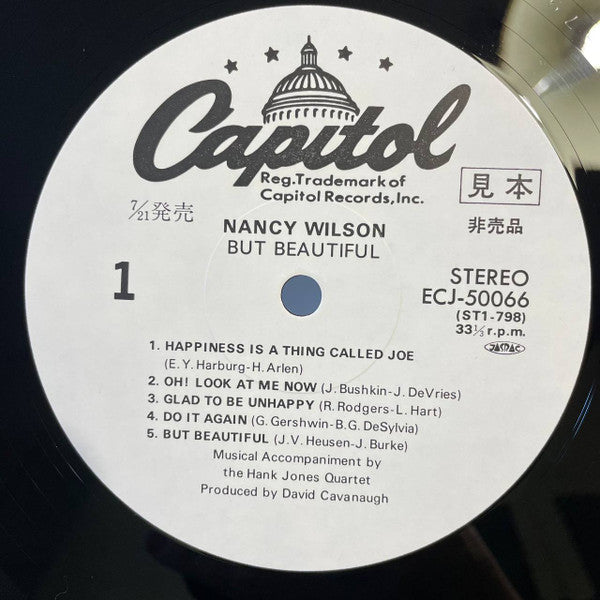 Capitol
Reg.Trademark of
Capitol Records,Inc.
見本
7/21発売
非売品
NANCY WILSON
BUT BEAUTIFUL
1
STEREO
ECJ-50066
(ST1-798)
33⅓ r.p.m.
JASRAC
1. HAPPINESS IS A THING CALLED JOE
(E. Y. Harburg-H. Arlen)
2. OH! LOOK AT ME NOW (J. Bushkin-J. DeVries)
3. GLAD TO BE UNHAPPY (R. Rodgers-L. Hart)
4. DO IT AGAIN (G. Gershwin-B.G. DeSylvia)
5. BUT BEAUTIFUL (J.V. Heusen-J. Burke)
Musical Accompaniment by
the Hank Jones Quartet
Produced by David Cavanaugh